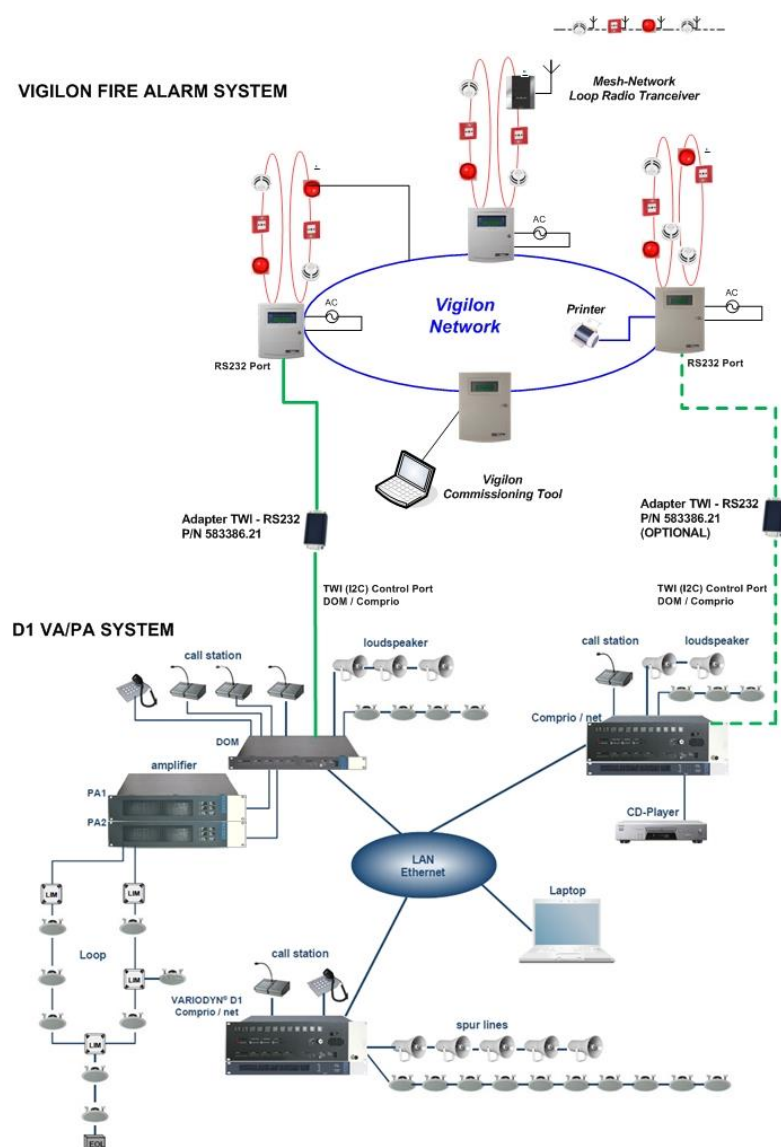 VIGILON FIRE ALARM SYSTEM
Mesh-Network
Loop Radio Tranceiver
AC
AC
AC
Vigilon
Network
Printer
RS232 Port
RS232 Port
Vigilon
Commissioning Tool
Adapter TWI - RS232
P/N 583386.21
Adapter TWI - RS232
P/N 583386.21
(OPTIONAL)
TWI (I2C) Control Port
DOM / Comprio
TWI (I2C) Control Port
DOM / Comprio
D1 VA/PA SYSTEM
call station
loudspeaker
call station
loudspeaker
DOM
Comprio / net
amplifier
PA1
PA2
CD-Player
LAN
Ethernet
LIM
LIM
Laptop
Loop
LIM
call station
VARIODYN® D1
Comprio / net
spur lines
LIM
EOL